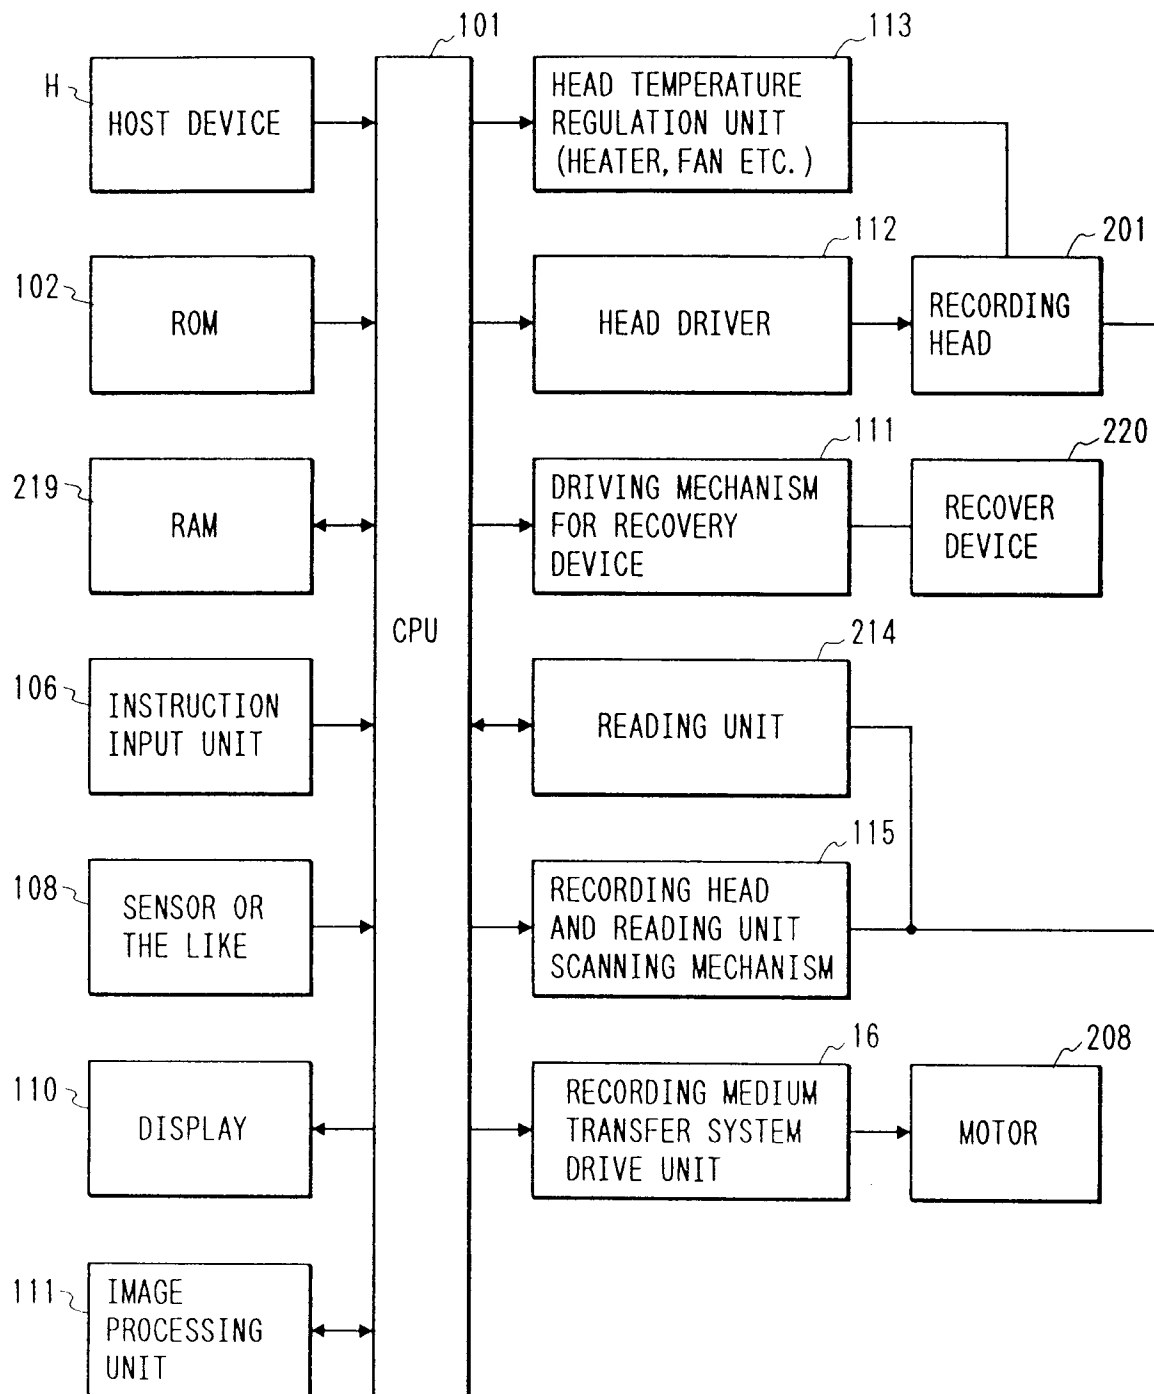 101
113
H
HOST DEVICE
HEAD TEMPERATURE
REGULATION UNIT
(HEATER, FAN ETC.)
102
ROM
112
HEAD DRIVER
201
RECORDING
HEAD
219
RAM
111
DRIVING MECHANISM
FOR RECOVERY
DEVICE
220
RECOVER
DEVICE
CPU
106
INSTRUCTION
INPUT UNIT
214
READING UNIT
108
SENSOR OR
THE LIKE
115
RECORDING HEAD
AND READING UNIT
SCANNING MECHANISM
110
DISPLAY
16
RECORDING MEDIUM
TRANSFER SYSTEM
DRIVE UNIT
208
MOTOR
111
IMAGE
PROCESSING
UNIT